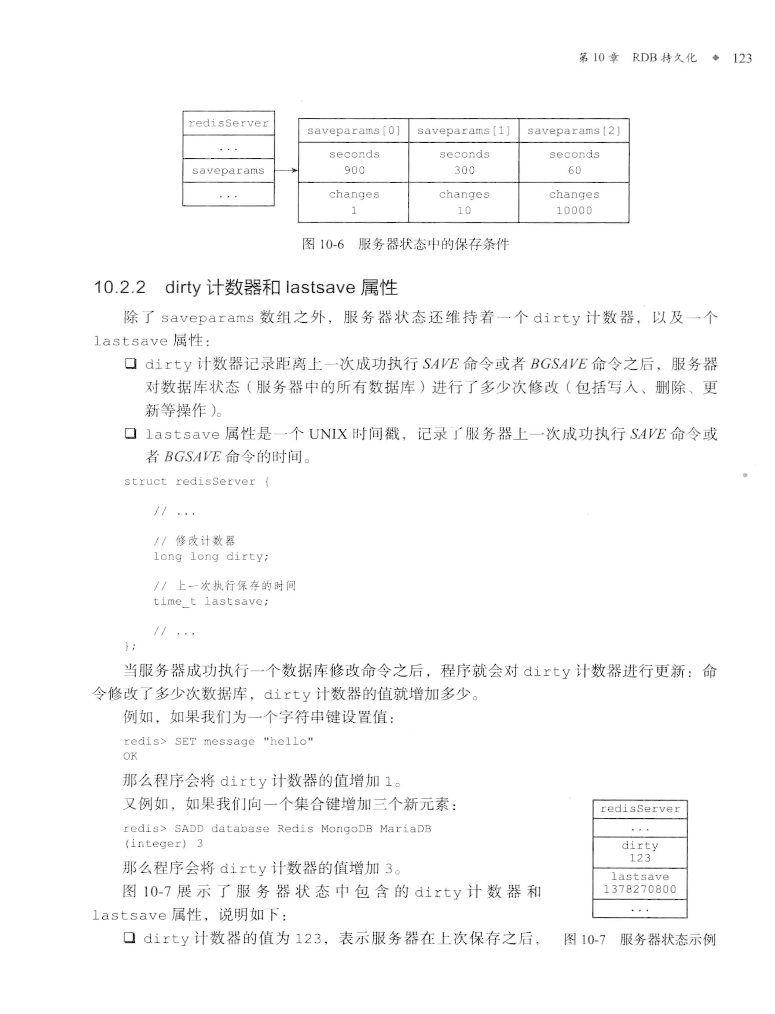 第 10 章 RDB 持久化 ◆ 123
redisServer
...
saveparams
...
saveparams[0] saveparams[1] saveparams[2]
seconds seconds seconds
900 300 60
changes changes changes
1 10 10000
图 10-6 服务器状态中的保存条件
10.2.2 dirty 计数器和 lastsave 属性
除了 saveparams 数组之外，服务器状态还维持着一个 dirty 计数器，以及一个
lastsave 属性：
❑ dirty 计数器记录距离上一次成功执行 SAVE 命令或者 BGSAVE 命令之后，服务器
对数据库状态（服务器中的所有数据库）进行了多少次修改（包括写入、删除、更
新等操作）。
❑ lastsave 属性是一个 UNIX 时间戳，记录了服务器上一次成功执行 SAVE 命令或
者 BGSAVE 命令的时间。
struct redisServer {
// ...
// 修改计数器
long long dirty;
// 上一次执行保存的时间
time_t lastsave;
// ...
};
当服务器成功执行一个数据库修改命令之后，程序就会对 dirty 计数器进行更新：命
令修改了多少次数据库，dirty 计数器的值就增加多少。
例如，如果我们为一个字符串键设置值：
redis> SET message "hello"
OK
那么程序会将 dirty 计数器的值增加 1。
又例如，如果我们向一个集合键增加三个新元素：
redis> SADD database Redis MongoDB MariaDB
(integer) 3
那么程序会将 dirty 计数器的值增加 3。
图 10-7 展示了服务器状态中包含的 dirty 计数器和
lastsave 属性，说明如下：
❑ dirty 计数器的值为 123，表示服务器在上次保存之后，
redisServer
...
dirty
123
lastsave
1378270800
...
图 10-7 服务器状态示例